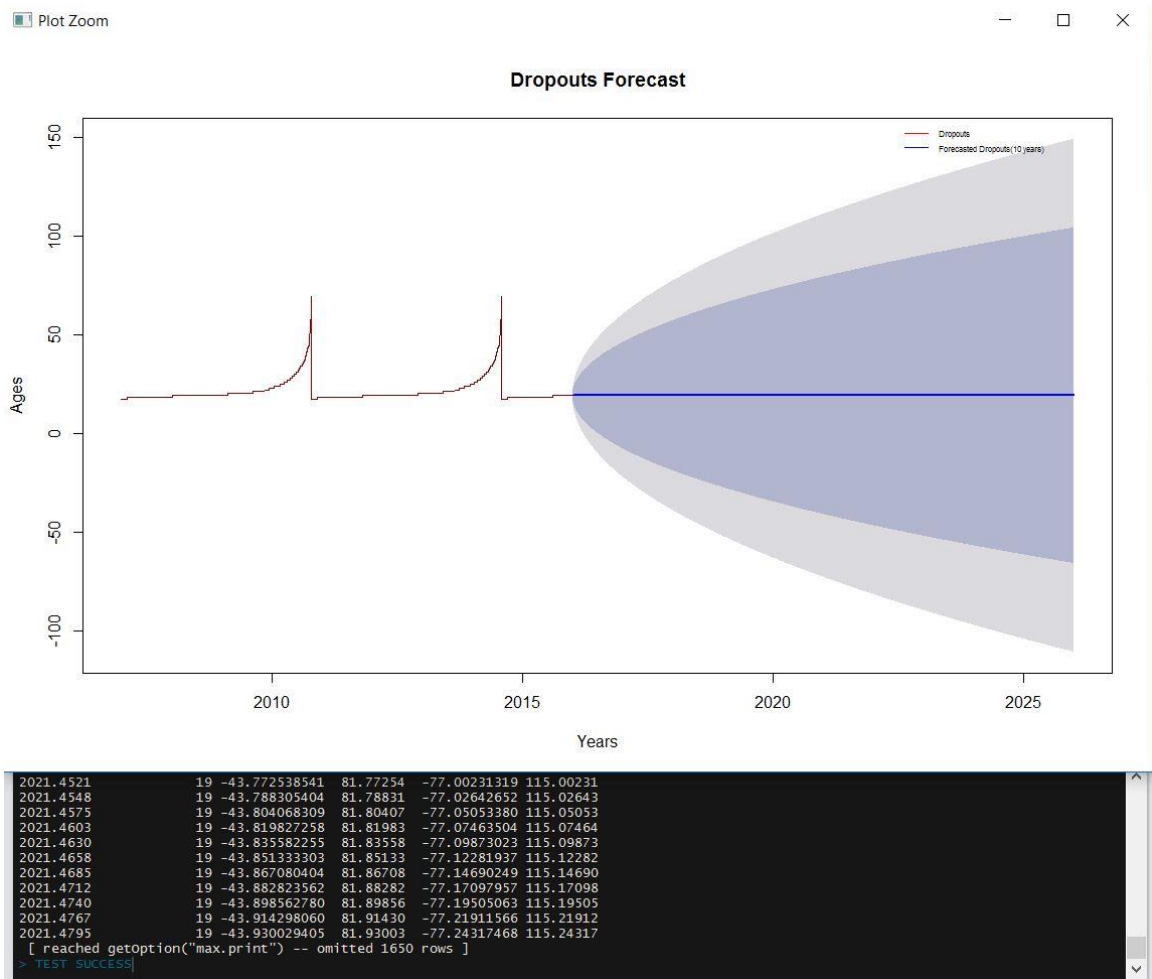 Plot Zoom
Dropouts Forecast
Dropouts
Forecasted Dropouts(10 years)
150
100
50
0
-50
-100
Ages
2010 2015 2020 2025
Years
2021.4521 19 -43.772538541 81.77254 -77.00231319 115.00231
2021.4548 19 -43.788305404 81.78831 -77.02642652 115.02643
2021.4575 19 -43.804068309 81.80407 -77.05053380 115.05053
2021.4603 19 -43.819827258 81.81983 -77.07463504 115.07464
2021.4630 19 -43.835582255 81.83558 -77.09873023 115.09873
2021.4658 19 -43.851333303 81.85133 -77.12281937 115.12282
2021.4685 19 -43.867080404 81.86708 -77.14690249 115.14690
2021.4712 19 -43.882823562 81.88282 -77.17097957 115.17098
2021.4740 19 -43.898562780 81.89856 -77.19505063 115.19505
2021.4767 19 -43.914298060 81.91430 -77.21911566 115.21912
2021.4795 19 -43.930029405 81.93003 -77.24317468 115.24317
[ reached getOption("max.print") -- omitted 1650 rows ]
> TEST SUCCESS